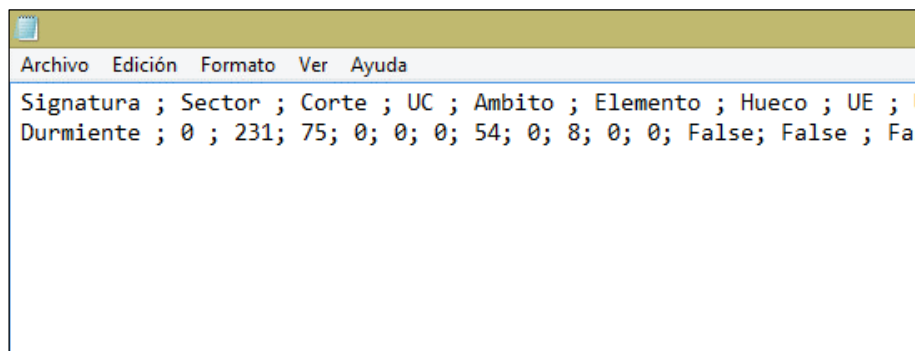 Archivo Edición Formato Ver Ayuda
Signatura ; Sector ; Corte ; UC ; Ambito ; Elemento ; Hueco ; UE ;
Durmiente ; 0 ; 231; 75; 0; 0; 0; 54; 0; 8; 0; 0; False; False ; Fa